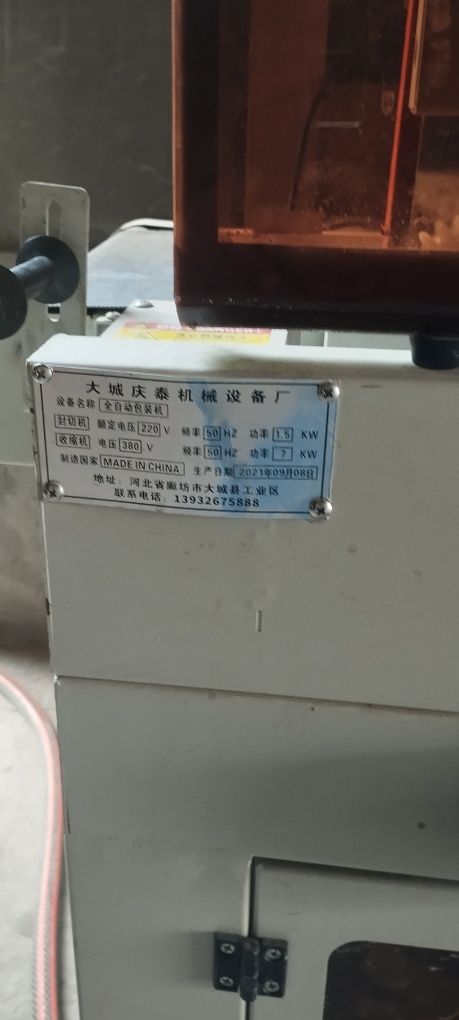 大城庆泰机械设备厂
设备名称 全自动包装机
封切机 额定电压 220 V 频率 50 HZ 功率 1.5 KW
收缩机 电压 380 V 频率 50 HZ 功率 7 KW
制造国家 MADE IN CHINA 生产日期 2021年09月08日
地址：河北省廊坊市大城县工业区
联系电话：13932675888